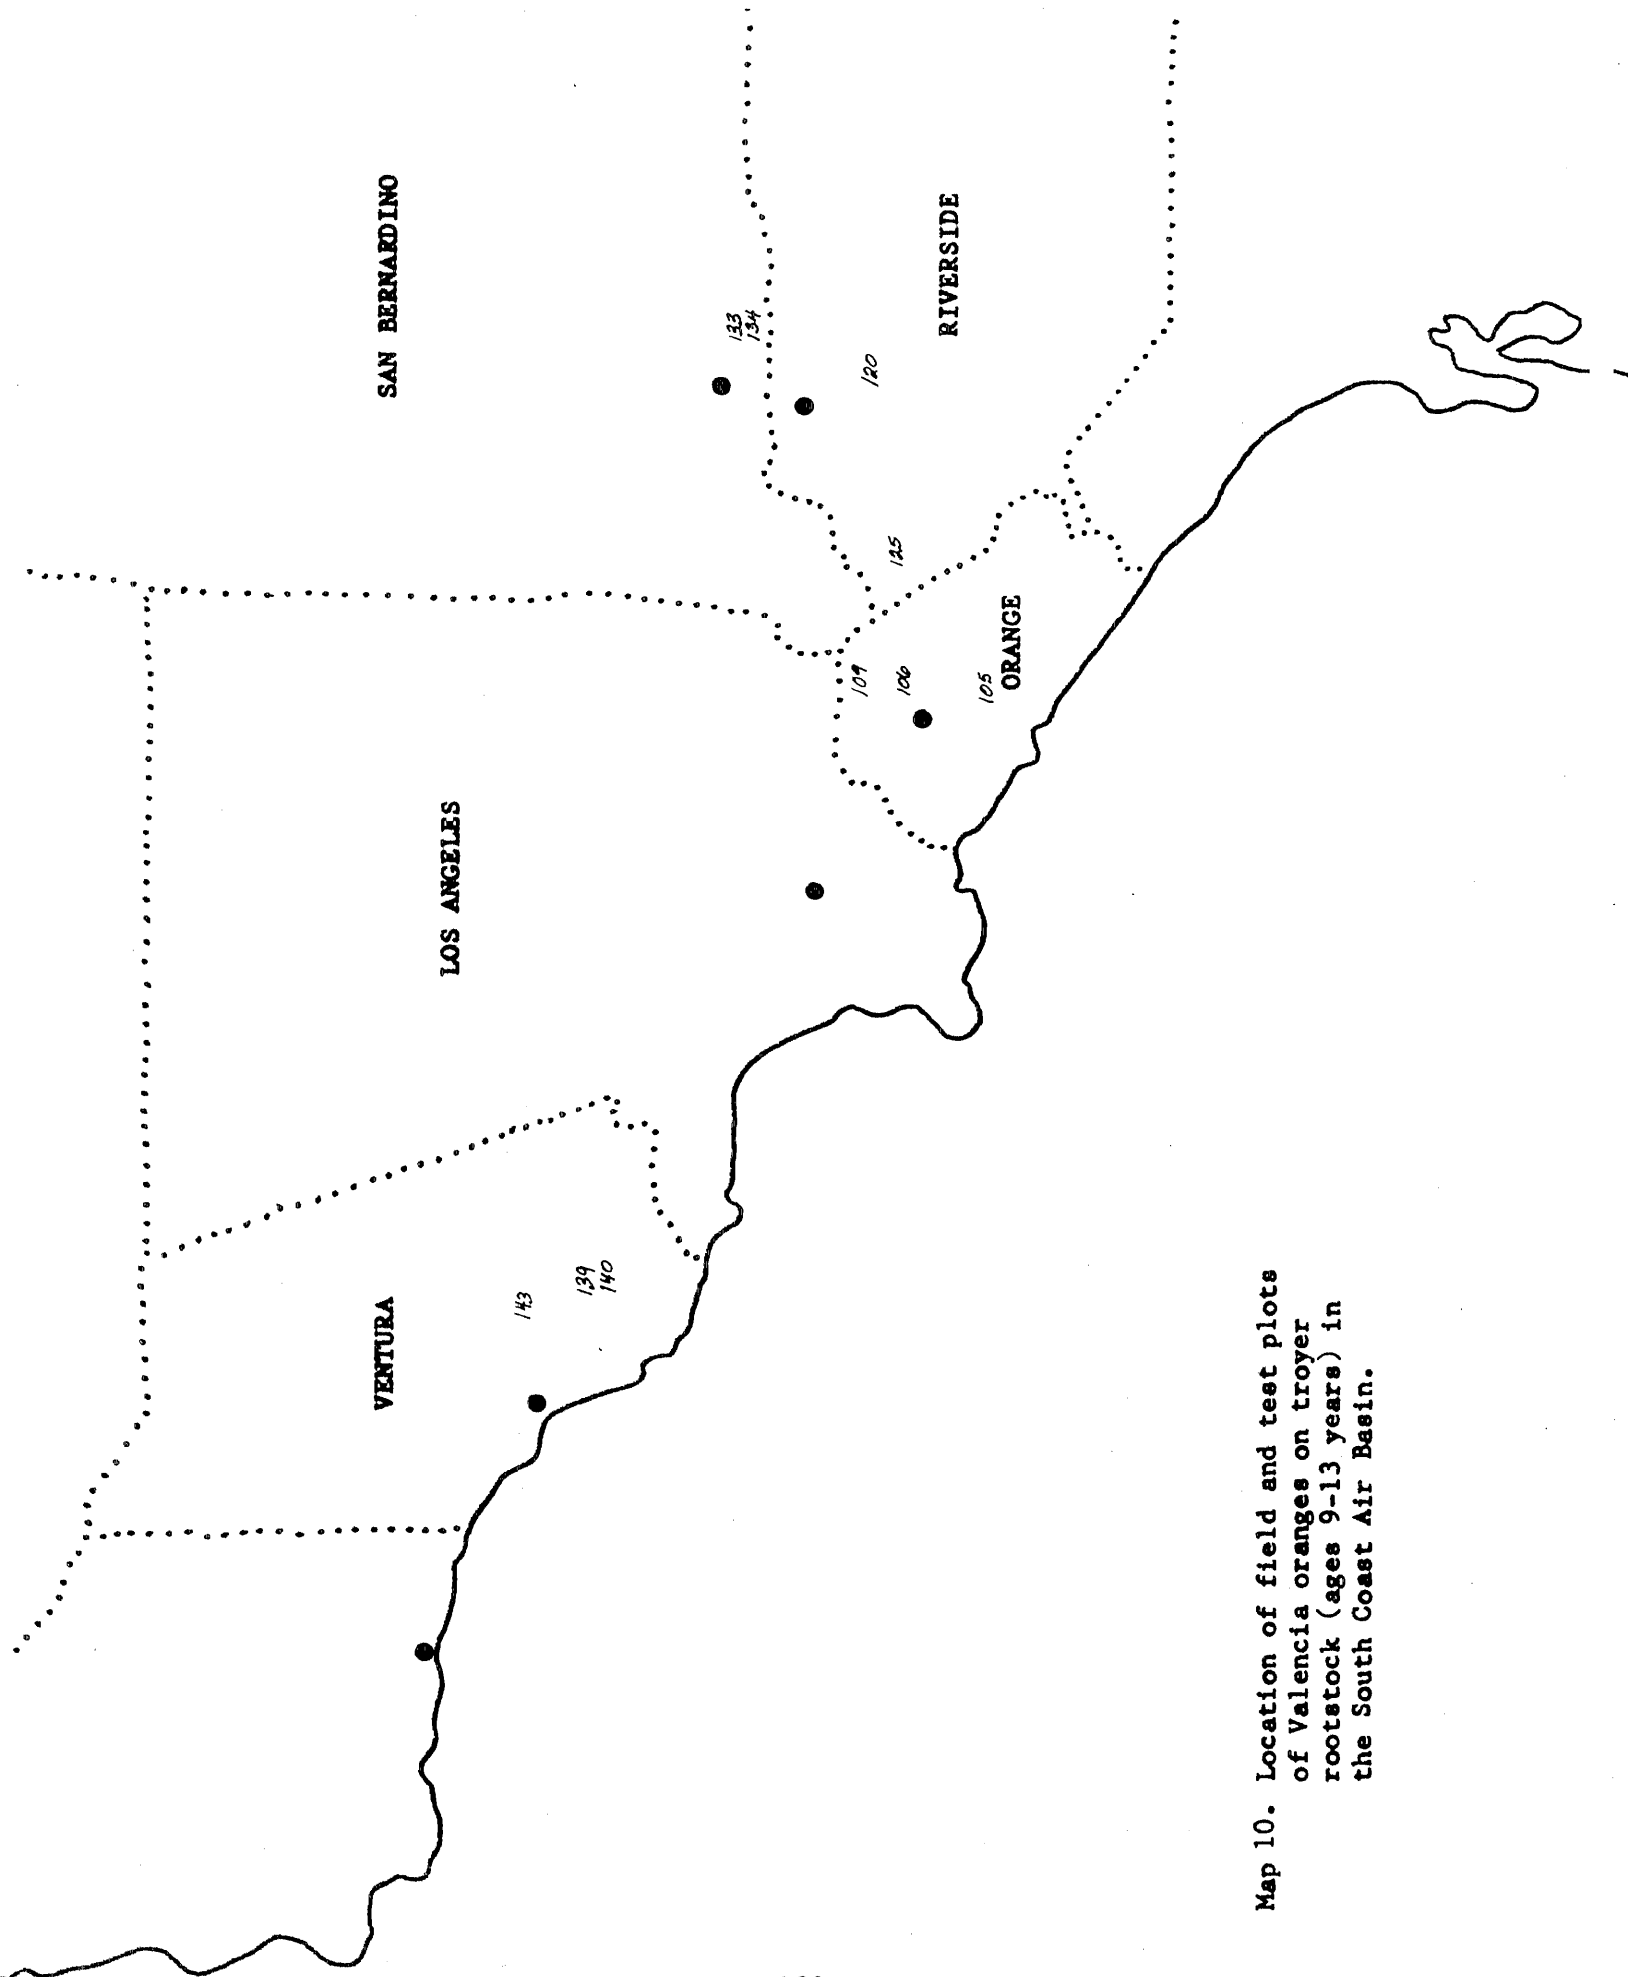 SAN BERNARDINO
LOS ANGELES
VENTURA
RIVERSIDE
ORANGE
133
134
120
125
109
106
105
143
139
140
Map 10. Location of field and test plots
of Valencia oranges on troyer
rootstock (ages 9-13 years) in
the South Coast Air Basin.